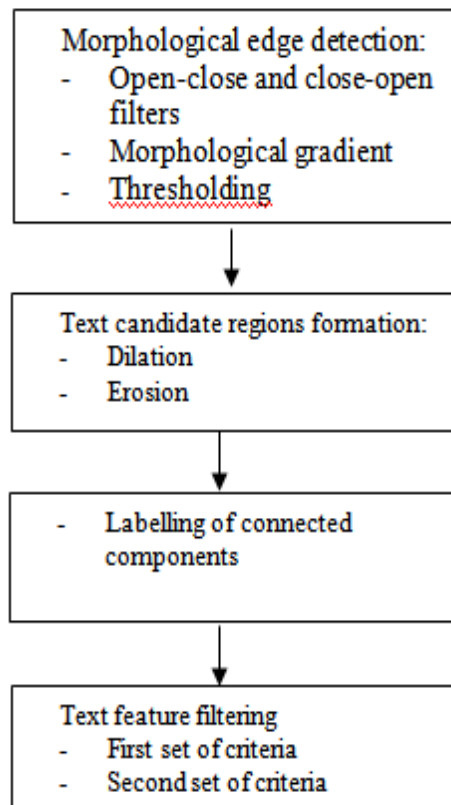 Morphological edge detection:
- Open-close and close-open
filters
- Morphological gradient
- Thresholding
Text candidate regions formation:
- Dilation
- Erosion
- Labelling of connected
components
Text feature filtering
- First set of criteria
- Second set of criteria